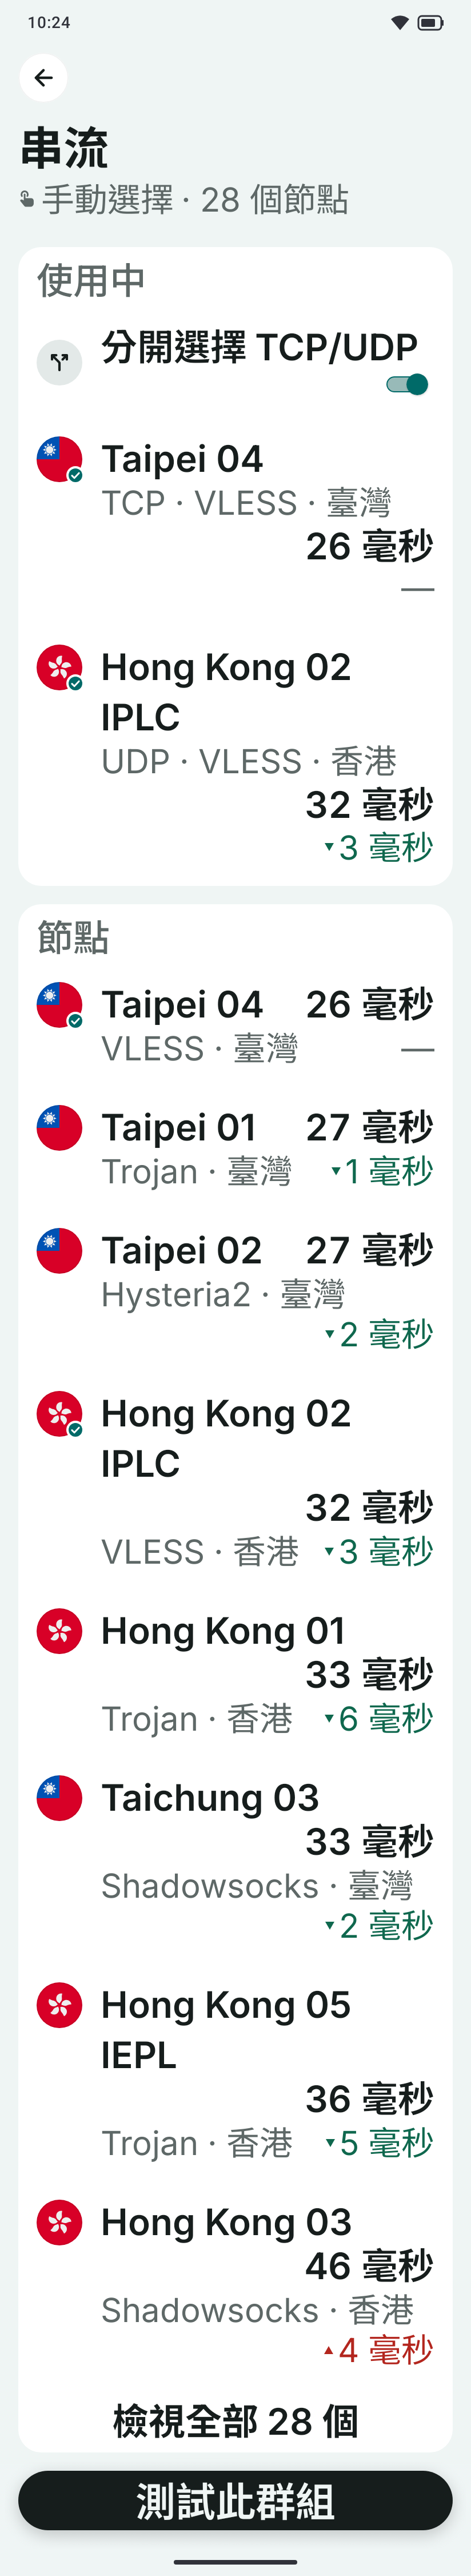 10:24
串流
手動選擇 · 28 個節點
使用中
分開選擇 TCP/UDP
Taipei 04
TCP · VLESS · 臺灣
26 毫秒
—
Hong Kong 02
IPLC
UDP · VLESS · 香港
32 毫秒
▼3 毫秒
節點
Taipei 04 26 毫秒
VLESS · 臺灣 —
Taipei 01 27 毫秒
Trojan · 臺灣 ▼1 毫秒
Taipei 02 27 毫秒
Hysteria2 · 臺灣
▼2 毫秒
Hong Kong 02
IPLC
32 毫秒
VLESS · 香港 ▼3 毫秒
Hong Kong 01
33 毫秒
Trojan · 香港 ▼6 毫秒
Taichung 03
33 毫秒
Shadowsocks · 臺灣
▼2 毫秒
Hong Kong 05
IEPL
36 毫秒
Trojan · 香港 ▼5 毫秒
Hong Kong 03
46 毫秒
Shadowsocks · 香港
▲4 毫秒
檢視全部 28 個
測試此群組